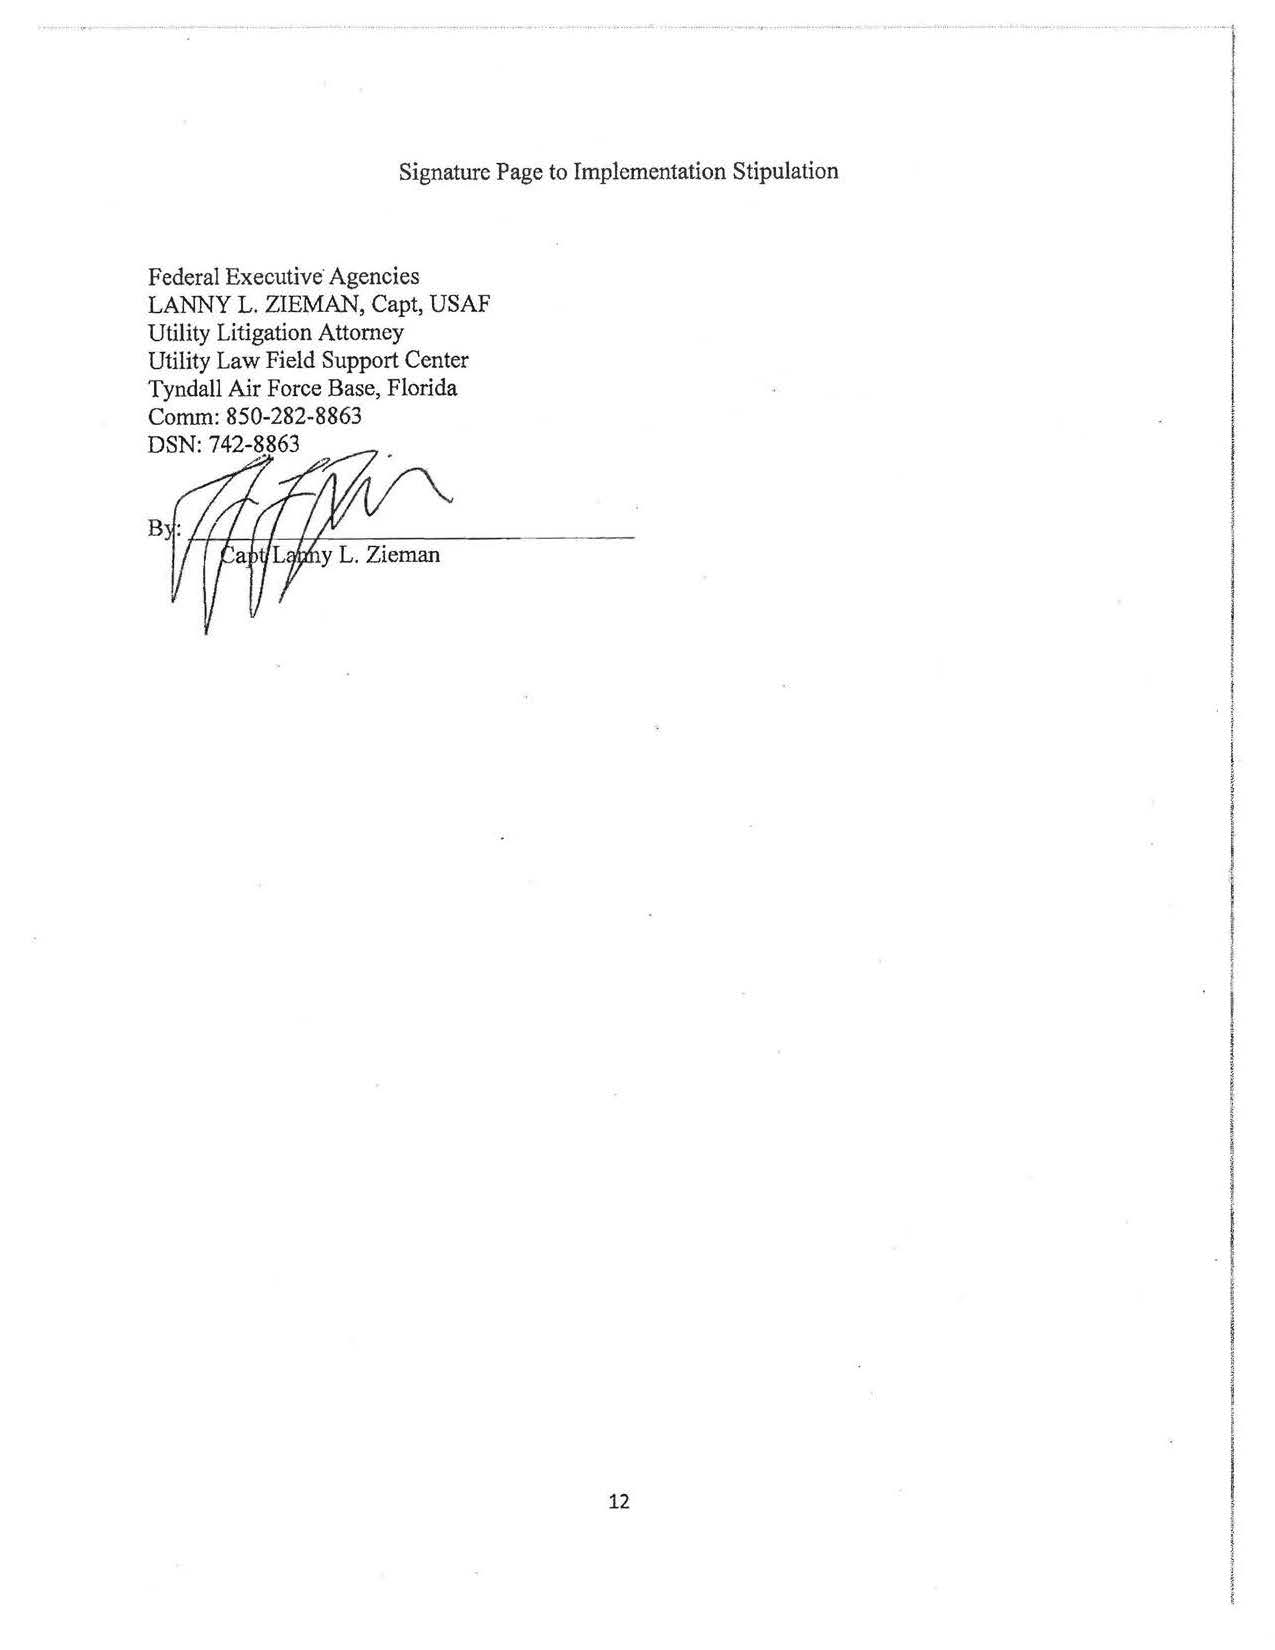 Signature Page to Implementation Stipulation
Federal Executive Agencies
LANNY L. ZIEMAN, Capt, USAF
Utility Litigation Attorney
Utility Law Field Support Center
Tyndall Air Force Base, Florida
Comm: 850-282-8863
DSN: 742-8863
By:
Capt Lanny L. Zieman
12